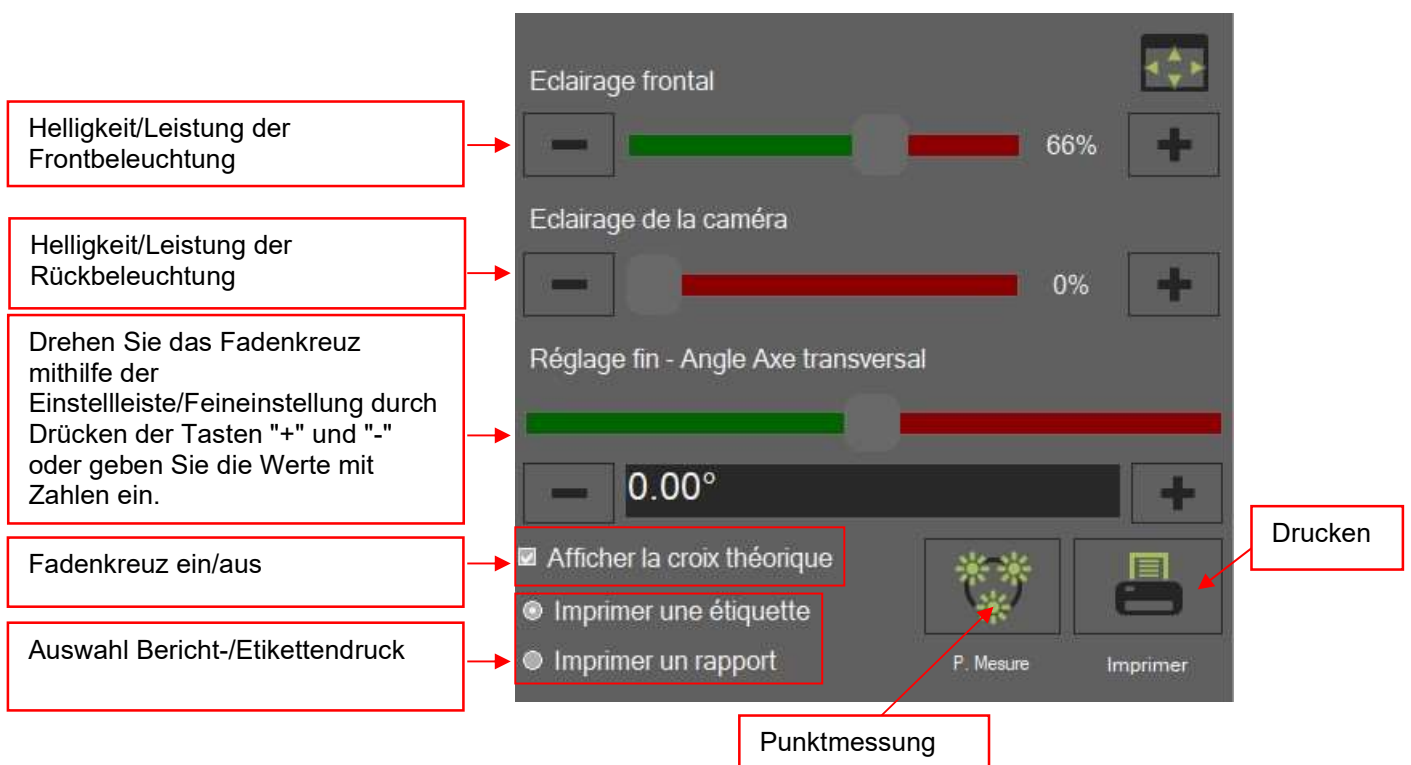 Eclairage frontal
Helligkeit/Leistung der
Frontbeleuchtung
66%
Eclairage de la caméra
Helligkeit/Leistung der
Rückbeleuchtung
0%
Réglage fin - Angle Axe transversal
Drehen Sie das Fadenkreuz
mithilfe der
Einstellleiste/Feineinstellung durch
Drücken der Tasten "+" und "-"
oder geben Sie die Werte mit
Zahlen ein.
0.00°
Fadenkreuz ein/aus
Afficher la croix théorique
Drucken
Auswahl Bericht-/Etikettendruck
Imprimer une étiquette
Imprimer un rapport
P. Mesure
Imprimer
Punktmessung